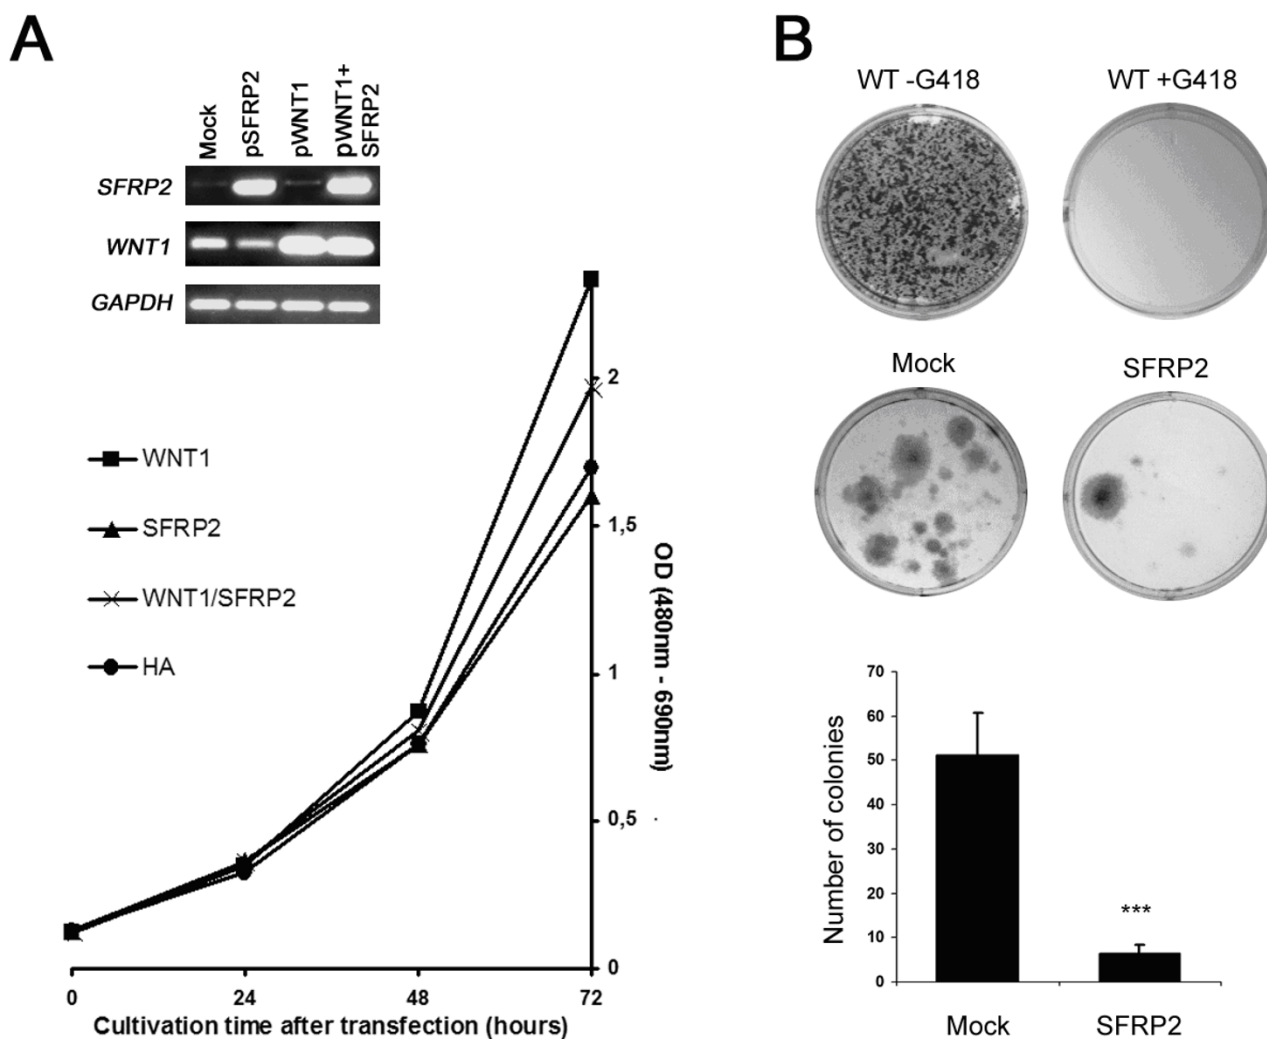 A
Mock
pSFRP2
pWNT1
pWNT1+
SFRP2
SFRP2
WNT1
GAPDH
WNT1
SFRP2
WNT1/SFRP2
HA
2
1,5
1
0,5
0
OD (480nm - 690nm)
0
24
48
72
Cultivation time after transfection (hours)
B
WT -G418
WT +G418
Mock
SFRP2
70
60
50
40
30
20
10
0
Number of colonies
***
Mock
SFRP2